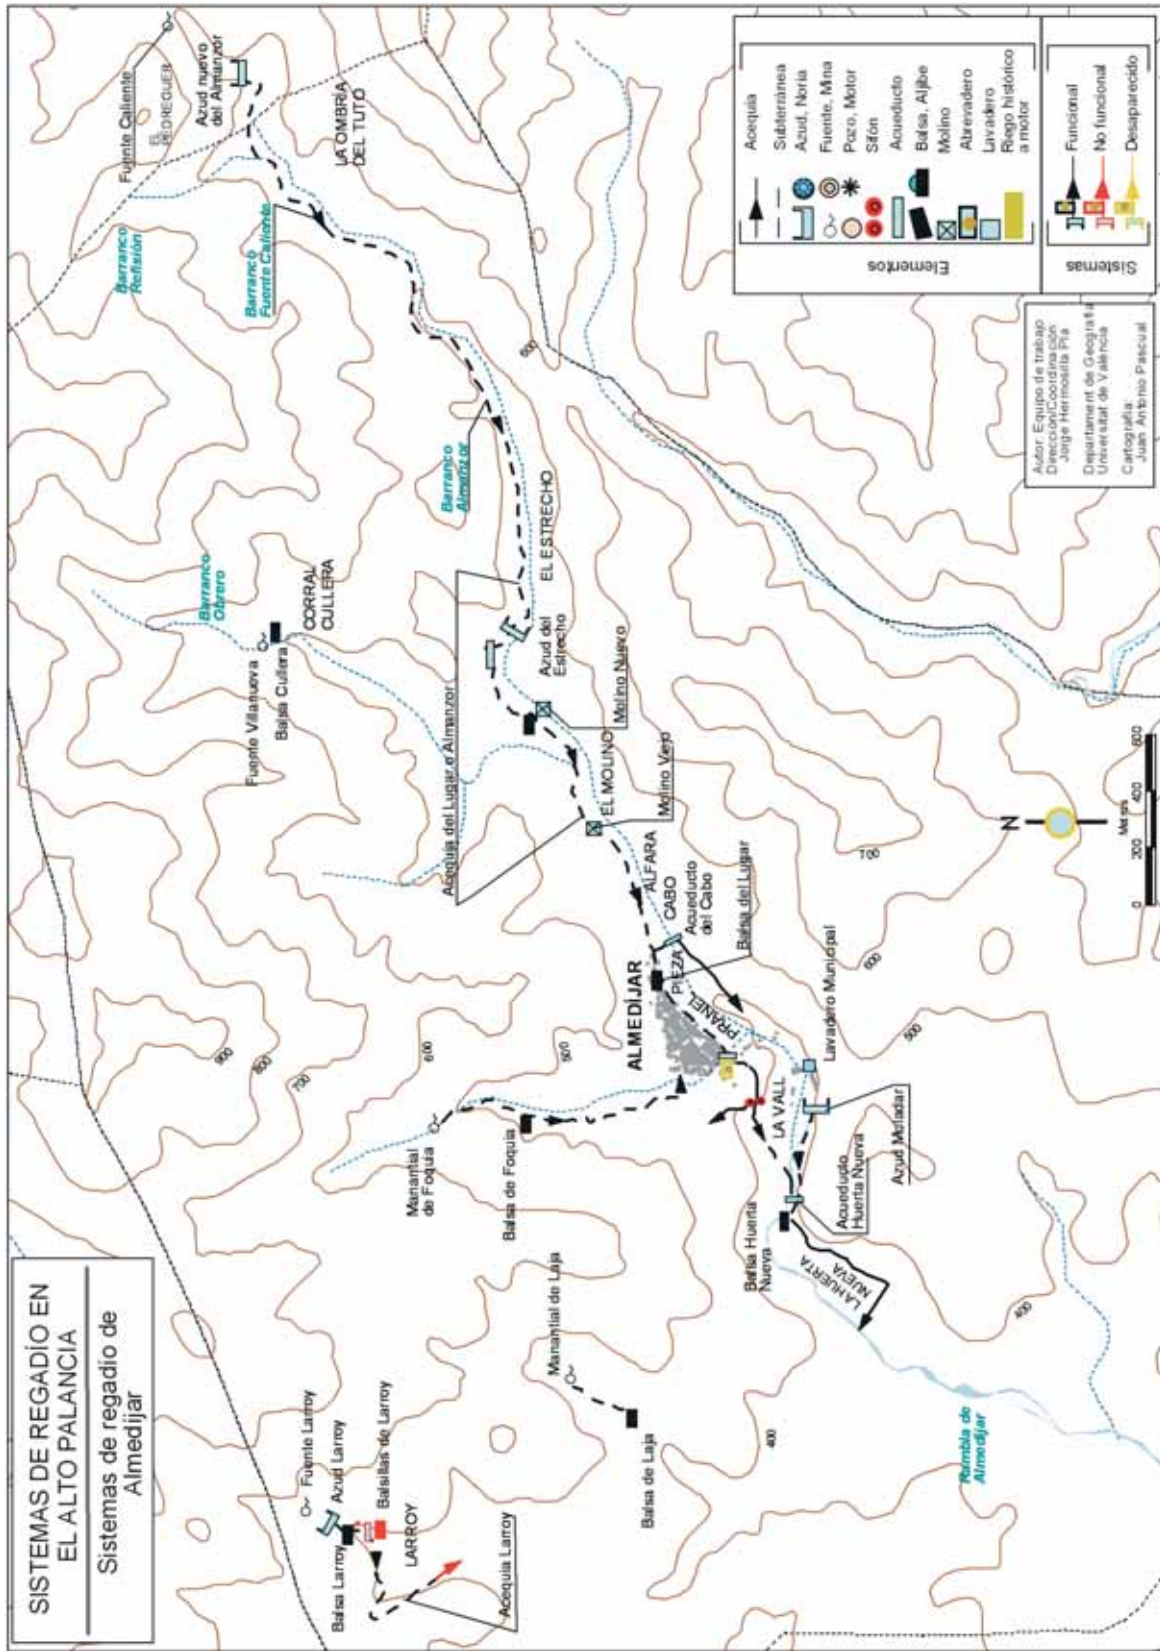 SISTEMAS DE REGADÍO EN
EL ALTO PALANCIA
Sistemas de regadío de
Almedíjar
Fuente Larroy
Azud Larroy
Balsa Larroy
Balsillas de Larroy
LARROY
Acequia Larroy
Manantial de Laja
Balsa de Laja
Manantial
de Foquia
Balsa de Foquia
900
800
700
600
500
400
400
Rambla de
Almedíjar
Balsa Huerta
Nueva
LA HUERTA
NUEVA
Acueducto
Huerta Nueva
Azud Moladar
LA VALL
Lavadero Municipal
500
600
700
ALMEDÍJAR
PRANEL
PIEZA
CABO
Acueducto
del Cabo
Balsa del Lugar
ALFARA
EL MOLINO
Molino Viejo
Molino Nuevo
Acequia del Lugar o Almanzor
Azud del
Estrecho
EL ESTRECHO
Fuente Villanueva
Balsa Cullera
CORRAL
CULLERA
Barranco
Obrero
Barranco
Almanzor
Barranco
Fuente Caliente
Barranco
Refisión
Fuente Caliente
EL
PEDREGUER
Azud nuevo
del Almanzor
LA OMBRIA
DEL TUTO
600
N
0 200 400 600
Metros
Autor: Equipo de trabajo
Dirección/Coordinación
Jorge Hermosilla Pla
Departament de Geografia
Universitat de València
Cartografía:
Juan Antonio Pascual
Elementos
Acequia
Subterránea
Azud, Noria
Fuente, Mina
Pozo, Motor
Sifón
Acueducto
Balsa, Aljibe
Molino
Abrevadero
Lavadero
Riego histórico
a motor
Sistemas
Funcional
No funcional
Desaparecido